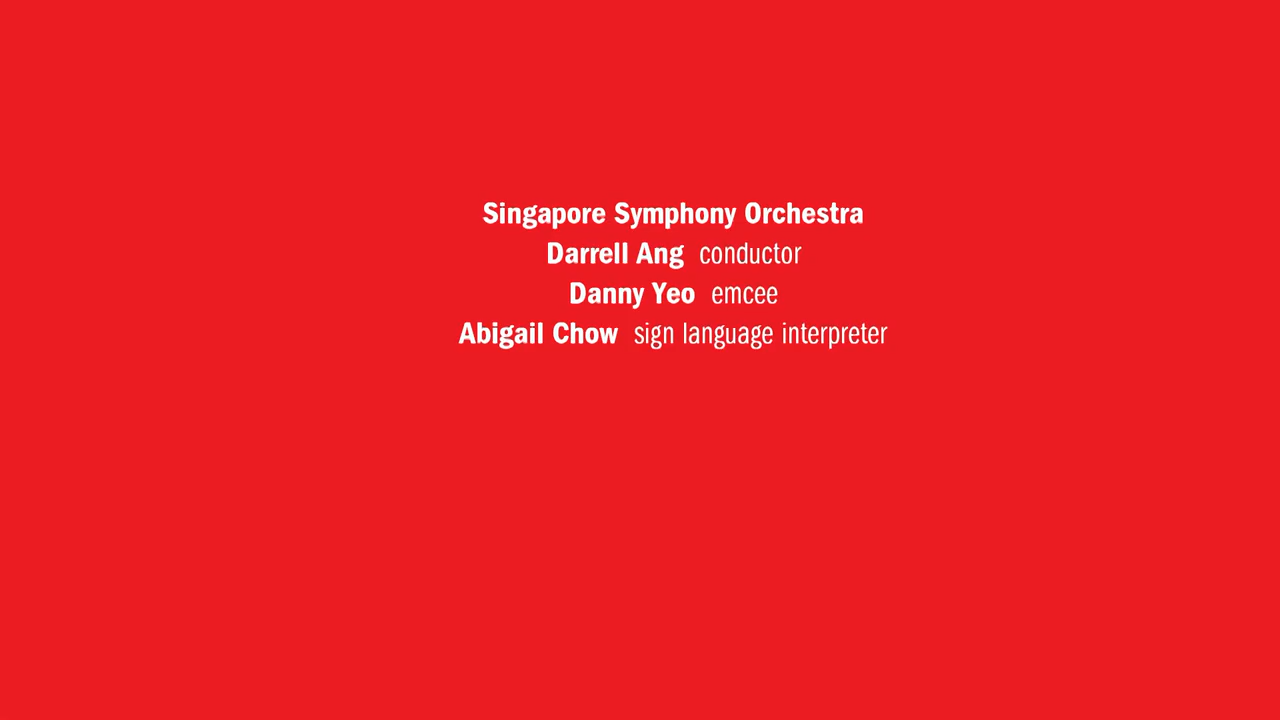 Singapore Symphony Orchestra
Darrell Ang conductor
Danny Yeo emcee
Abigail Chow sign language interpreter